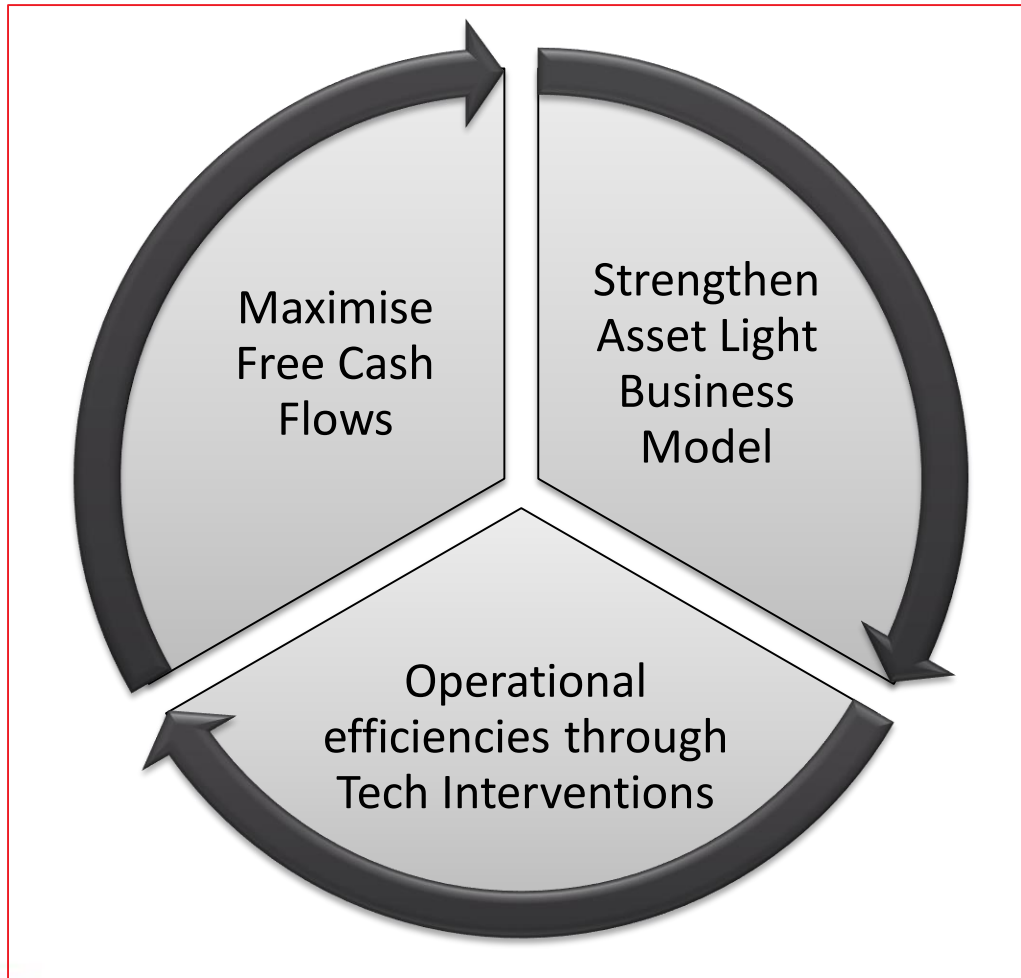 Maximise
Free Cash
Flows
Strengthen
Asset Light
Business
Model
Operational
efficiencies through
Tech Interventions